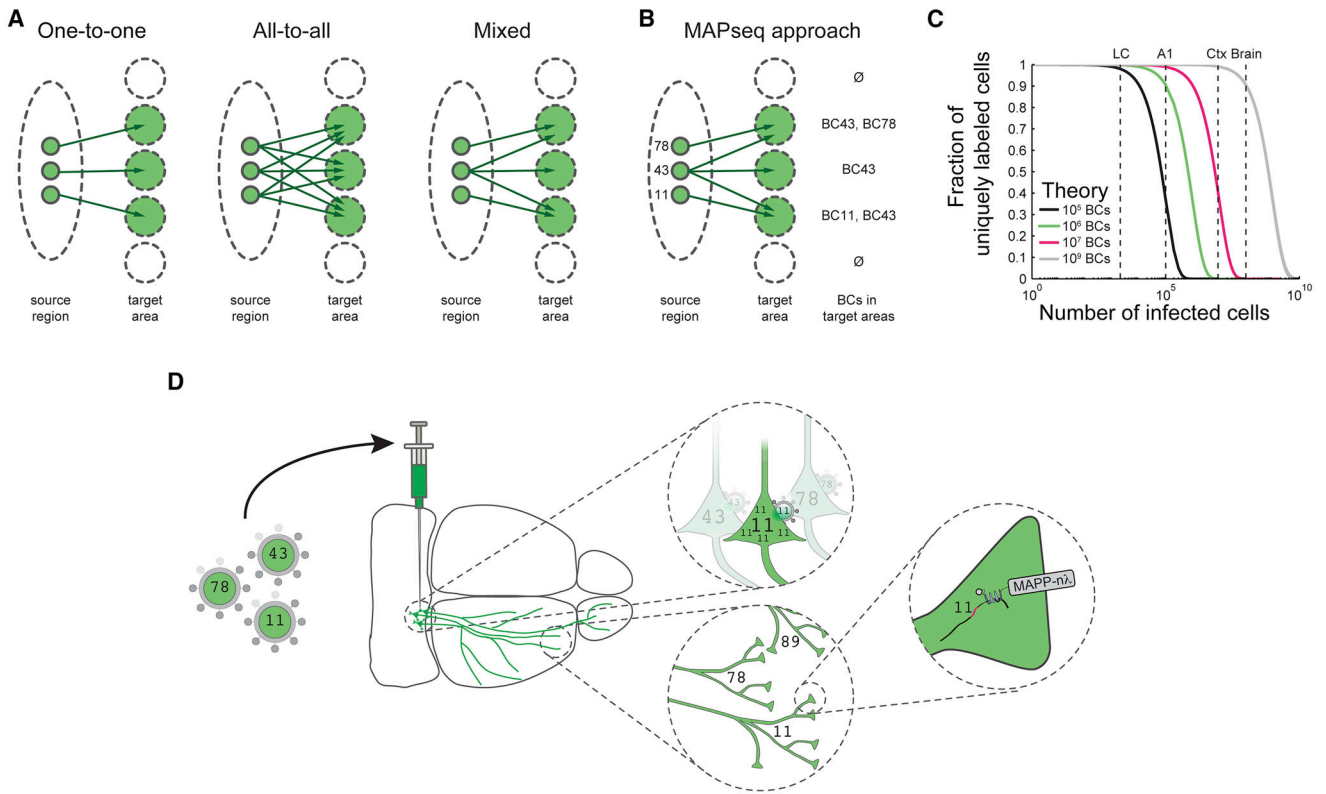 A
One-to-one
source
region
target
area
All-to-all
source
region
target
area
Mixed
source
region
target
area
B
MAPseq approach
78
43
11
Ø
BC43, BC78
BC43
BC11, BC43
Ø
source
region
target
area
BCs in
target areas
C
LC A1 Ctx Brain
Fraction of
uniquely labeled cells
1
0.9
0.8
0.7
0.6
0.5
0.4
0.3
0.2
0.1
0
Theory
10⁵ BCs
10⁶ BCs
10⁷ BCs
10⁹ BCs
10⁰ 10⁵ 10¹⁰
Number of infected cells
D
43
78
11
43
43
78
78
11
11
11
11
11
11
11
11
89
78
11
11
MAPP-nλ